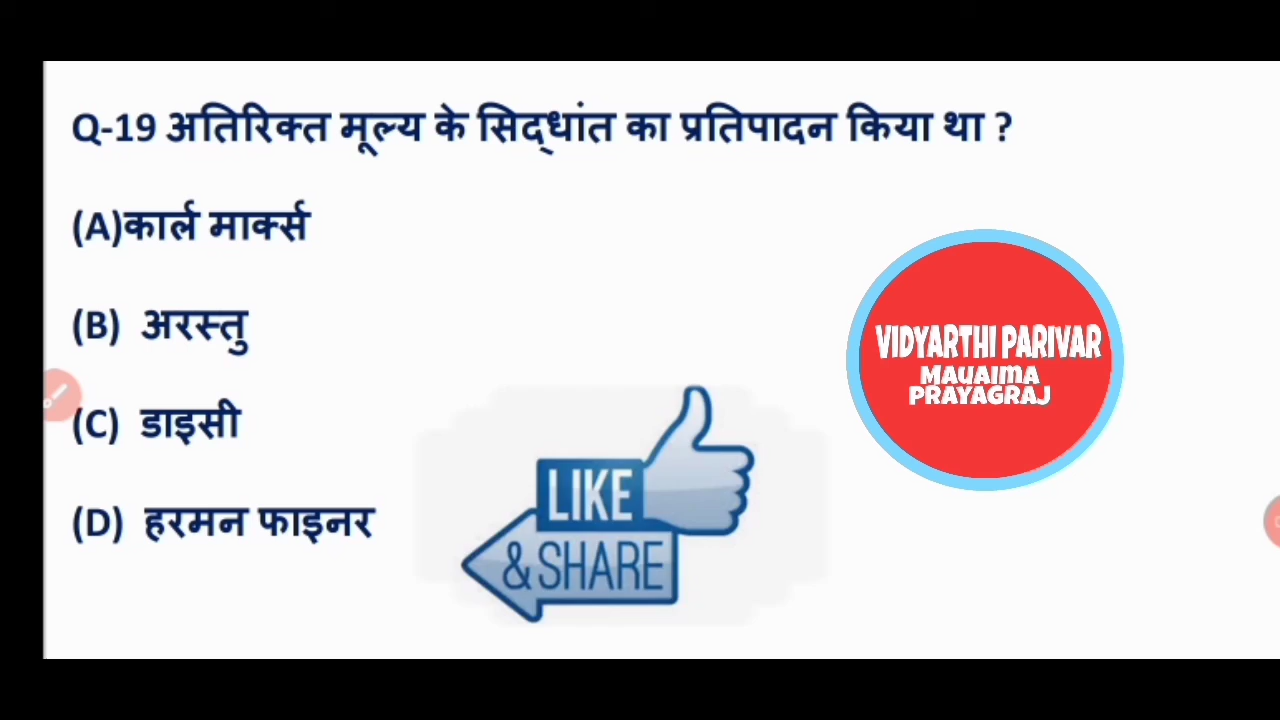 Q-19 अतिरिक्त मूल्य के सिद्धांत का प्रतिपादन किया था ?
(A)कार्ल मार्क्स
(B) अरस्तु
(C) डाइसी
(D) हरमन फाइनर
VIDYARTHI PARIVAR
MAUAIMA
PRAYAGRAJ
LIKE
& SHARE